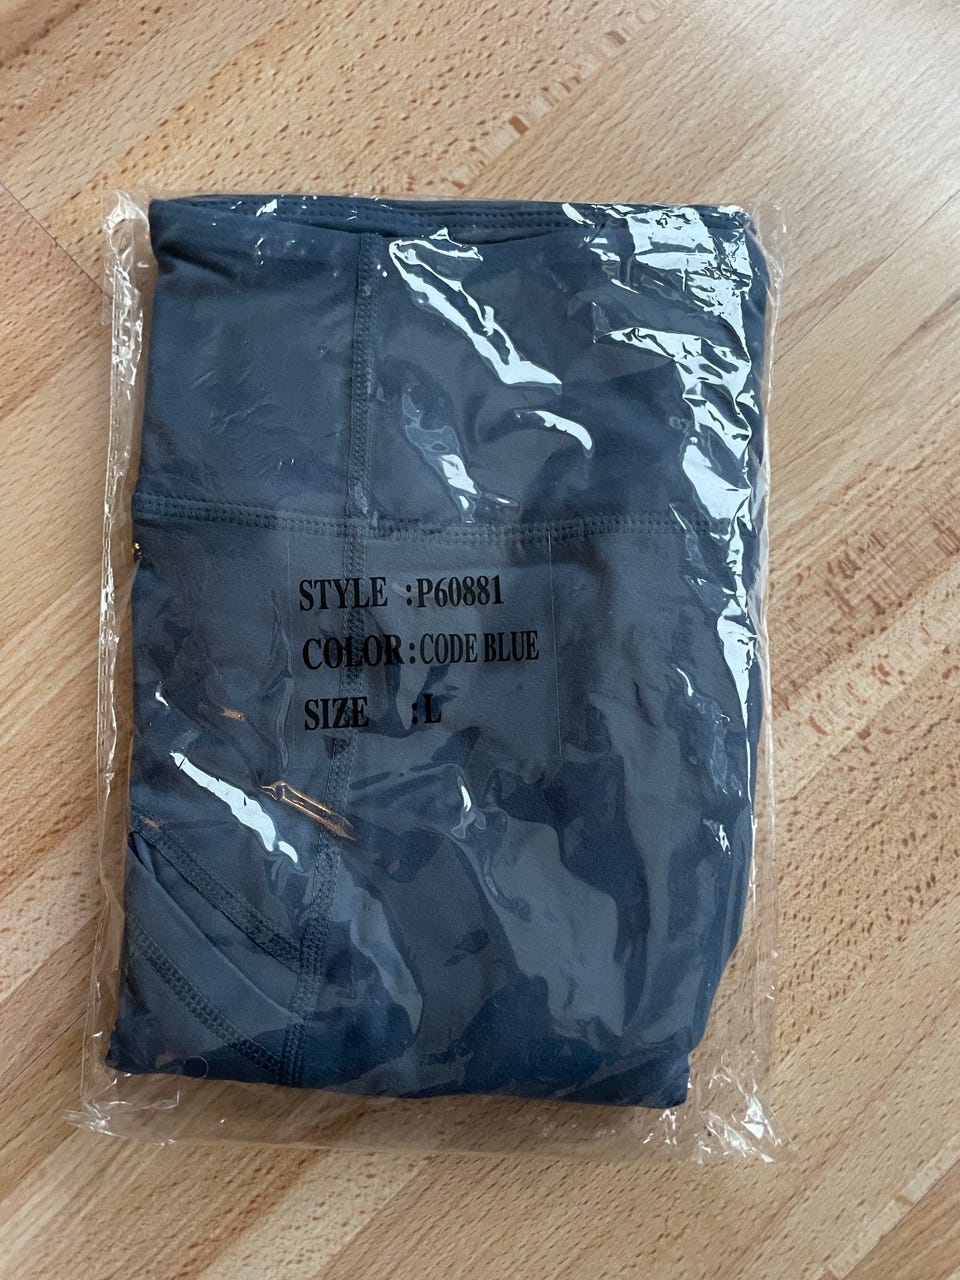 STYLE :P60881
COLOR:CODE BLUE
SIZE :L